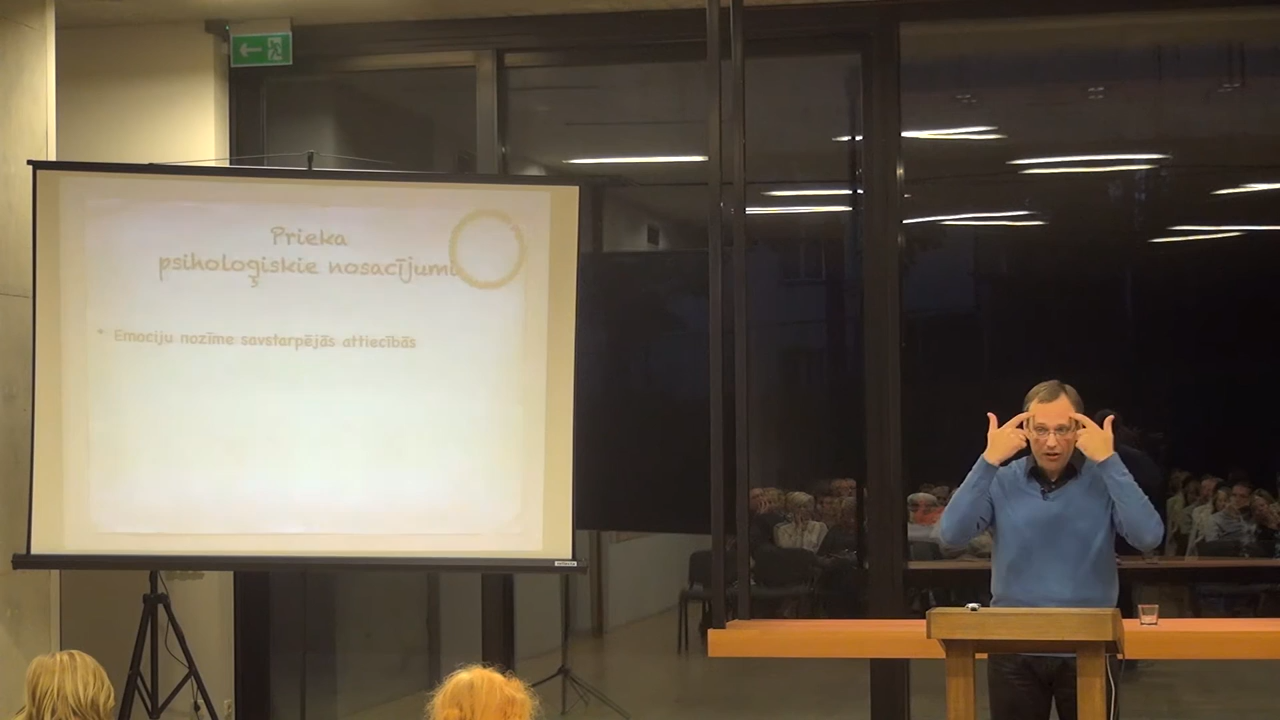 Prieka
psiholoģiskie nosacījumi
* Emociju nozīme savstarpējās attiecībās